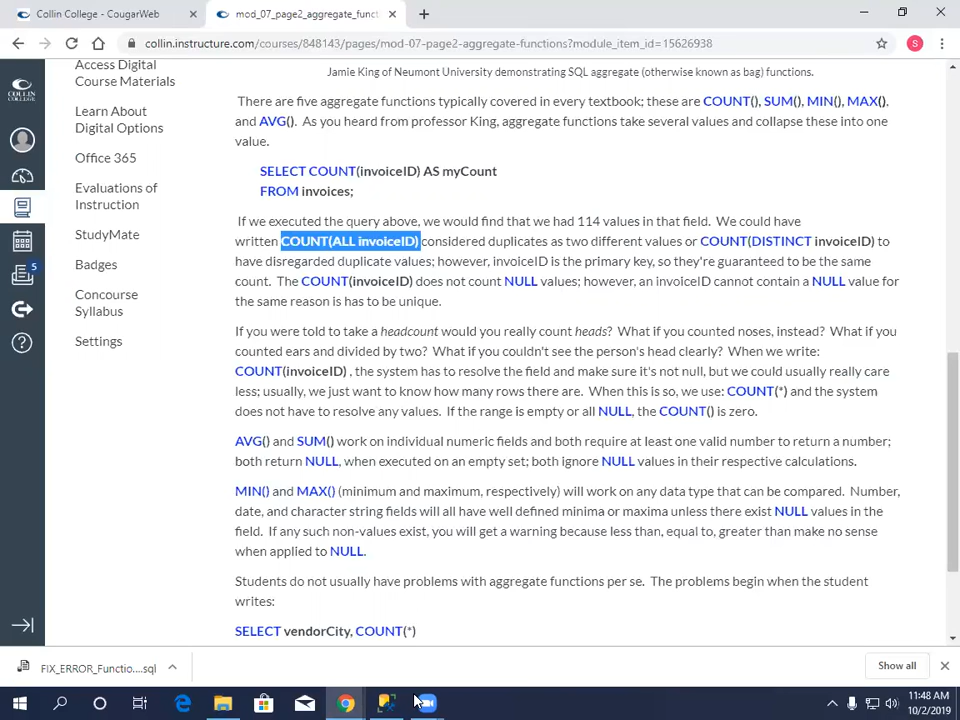 Collin College - CougarWeb
mod_07_page2_aggregate_funct
collin.instructure.com/courses/848143/pages/mod-07-page2-aggregate-functions?module_item_id=15626938
S
COLLIN
COLLEGE
5
Access Digital
Course Materials
Learn About
Digital Options
Office 365
Evaluations of
Instruction
StudyMate
Badges
Concourse
Syllabus
Settings
Jamie King of Neumont University demonstrating SQL aggregate (otherwise known as bag) functions.
There are five aggregate functions typically covered in every textbook; these are COUNT(), SUM(), MIN(), MAX().
and AVG(). As you heard from professor King, aggregate functions take several values and collapse these into one
value.
SELECT COUNT(invoiceID) AS myCount
FROM invoices;
If we executed the query above, we would find that we had 114 values in that field. We could have
written COUNT(ALL invoiceID) considered duplicates as two different values or COUNT(DISTINCT invoiceID) to
have disregarded duplicate values; however, invoiceID is the primary key, so they're guaranteed to be the same
count. The COUNT(invoiceID) does not count NULL values; however, an invoiceID cannot contain a NULL value for
the same reason is has to be unique.
If you were told to take a headcount would you really count heads? What if you counted noses, instead? What if you
counted ears and divided by two? What if you couldn't see the person's head clearly? When we write:
COUNT(invoiceID) , the system has to resolve the field and make sure it's not null, but we could usually really care
less; usually, we just want to know how many rows there are. When this is so, we use: COUNT(*) and the system
does not have to resolve any values. If the range is empty or all NULL, the COUNT() is zero.
AVG() and SUM() work on individual numeric fields and both require at least one valid number to return a number;
both return NULL, when executed on an empty set; both ignore NULL values in their respective calculations.
MIN() and MAX() (minimum and maximum, respectively) will work on any data type that can be compared. Number,
date, and character string fields will all have well defined minima or maxima unless there exist NULL values in the
field. If any such non-values exist, you will get a warning because less than, equal to, greater than make no sense
when applied to NULL.
Students do not usually have problems with aggregate functions per se. The problems begin when the student
writes:
SELECT vendorCity, COUNT(*)
FIX_ERROR_Functio....sql
Show all
11:48 AM
10/2/2019